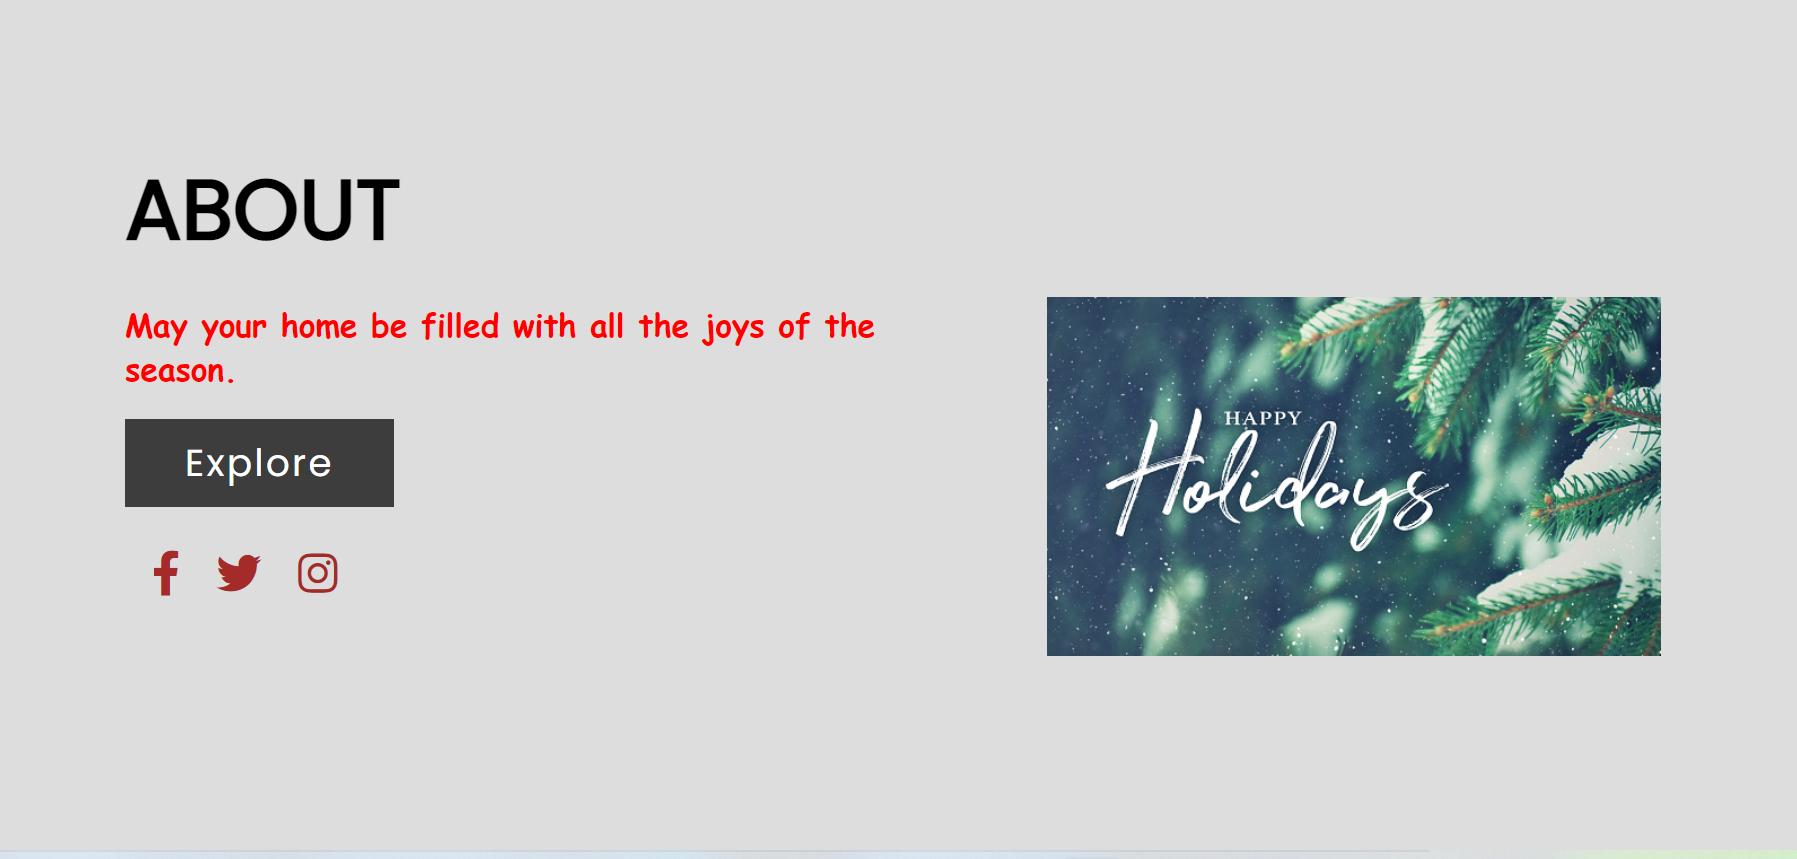 ABOUT
May your home be filled with all the joys of the
season.
Explore
HAPPY
Holidays